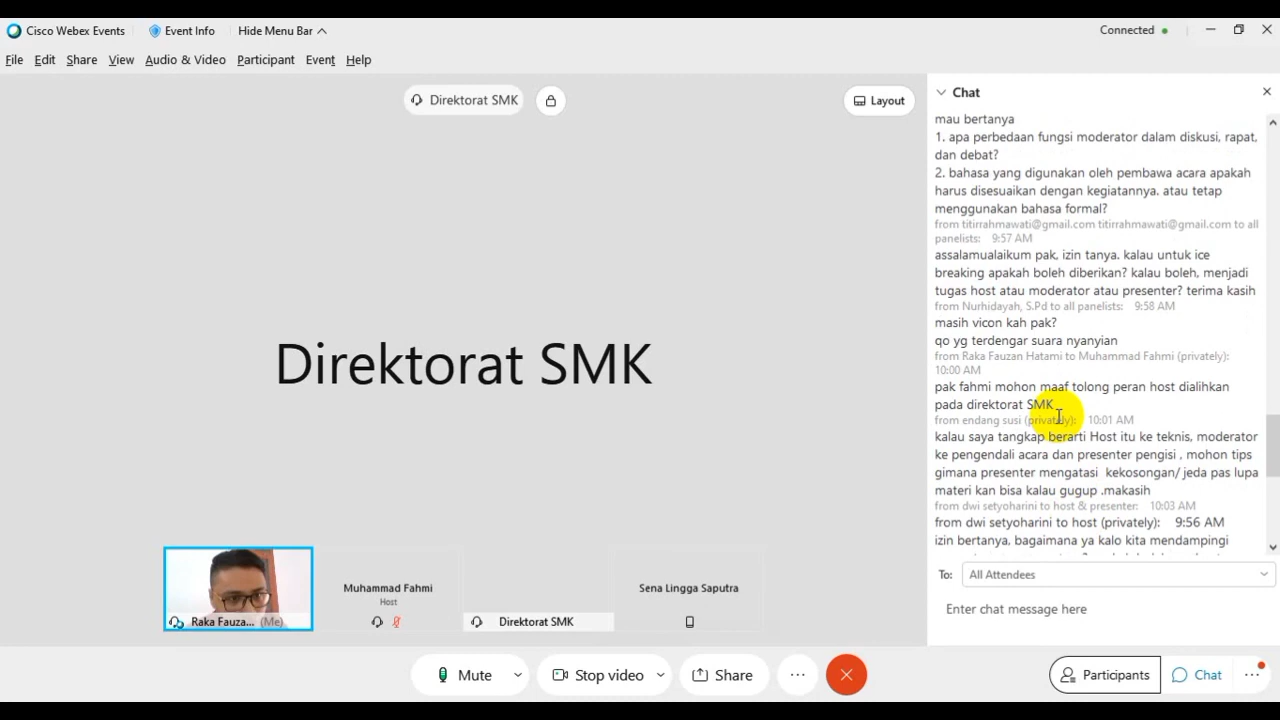 Cisco Webex Events
Event Info
Hide Menu Bar
Connected
File Edit Share View Audio & Video Participant Event Help
Direktorat SMK
Layout
Direktorat SMK
Raka Fauza... (Me)
Muhammad Fahmi
Host
Direktorat SMK
Sena Lingga Saputra
Chat
mau bertanya
1. apa perbedaan fungsi moderator dalam diskusi, rapat,
dan debat?
2. bahasa yang digunakan oleh pembawa acara apakah
harus disesuaikan dengan kegiatannya. atau tetap
menggunakan bahasa formal?
from titirrahmawati@gmail.com titirrahmawati@gmail.com to all
panelists: 9:57 AM
assalamualaikum pak, izin tanya. kalau untuk ice
breaking apakah boleh diberikan? kalau boleh, menjadi
tugas host atau moderator atau presenter? terima kasih
from Nurhidayah, S.Pd to all panelists: 9:58 AM
masih vicon kah pak?
qo yg terdengar suara nyanyian
from Raka Fauzan Hatami to Muhammad Fahmi (privately):
10:00 AM
pak fahmi mohon maaf tolong peran host dialihkan
pada direktorat SMK
from endang susi (privately): 10:01 AM
kalau saya tangkap berarti Host itu ke teknis, moderator
ke pengendali acara dan presenter pengisi , mohon tips
gimana presenter mengatasi kekosongan/ jeda pas lupa
materi kan bisa kalau gugup .makasih
from dwi setyoharini to host & presenter: 10:03 AM
from dwi setyoharini to host (privately): 9:56 AM
izin bertanya, bagaimana ya kalo kita mendampingi
To: All Attendees
Enter chat message here
Mute
Stop video
Share
Participants
Chat